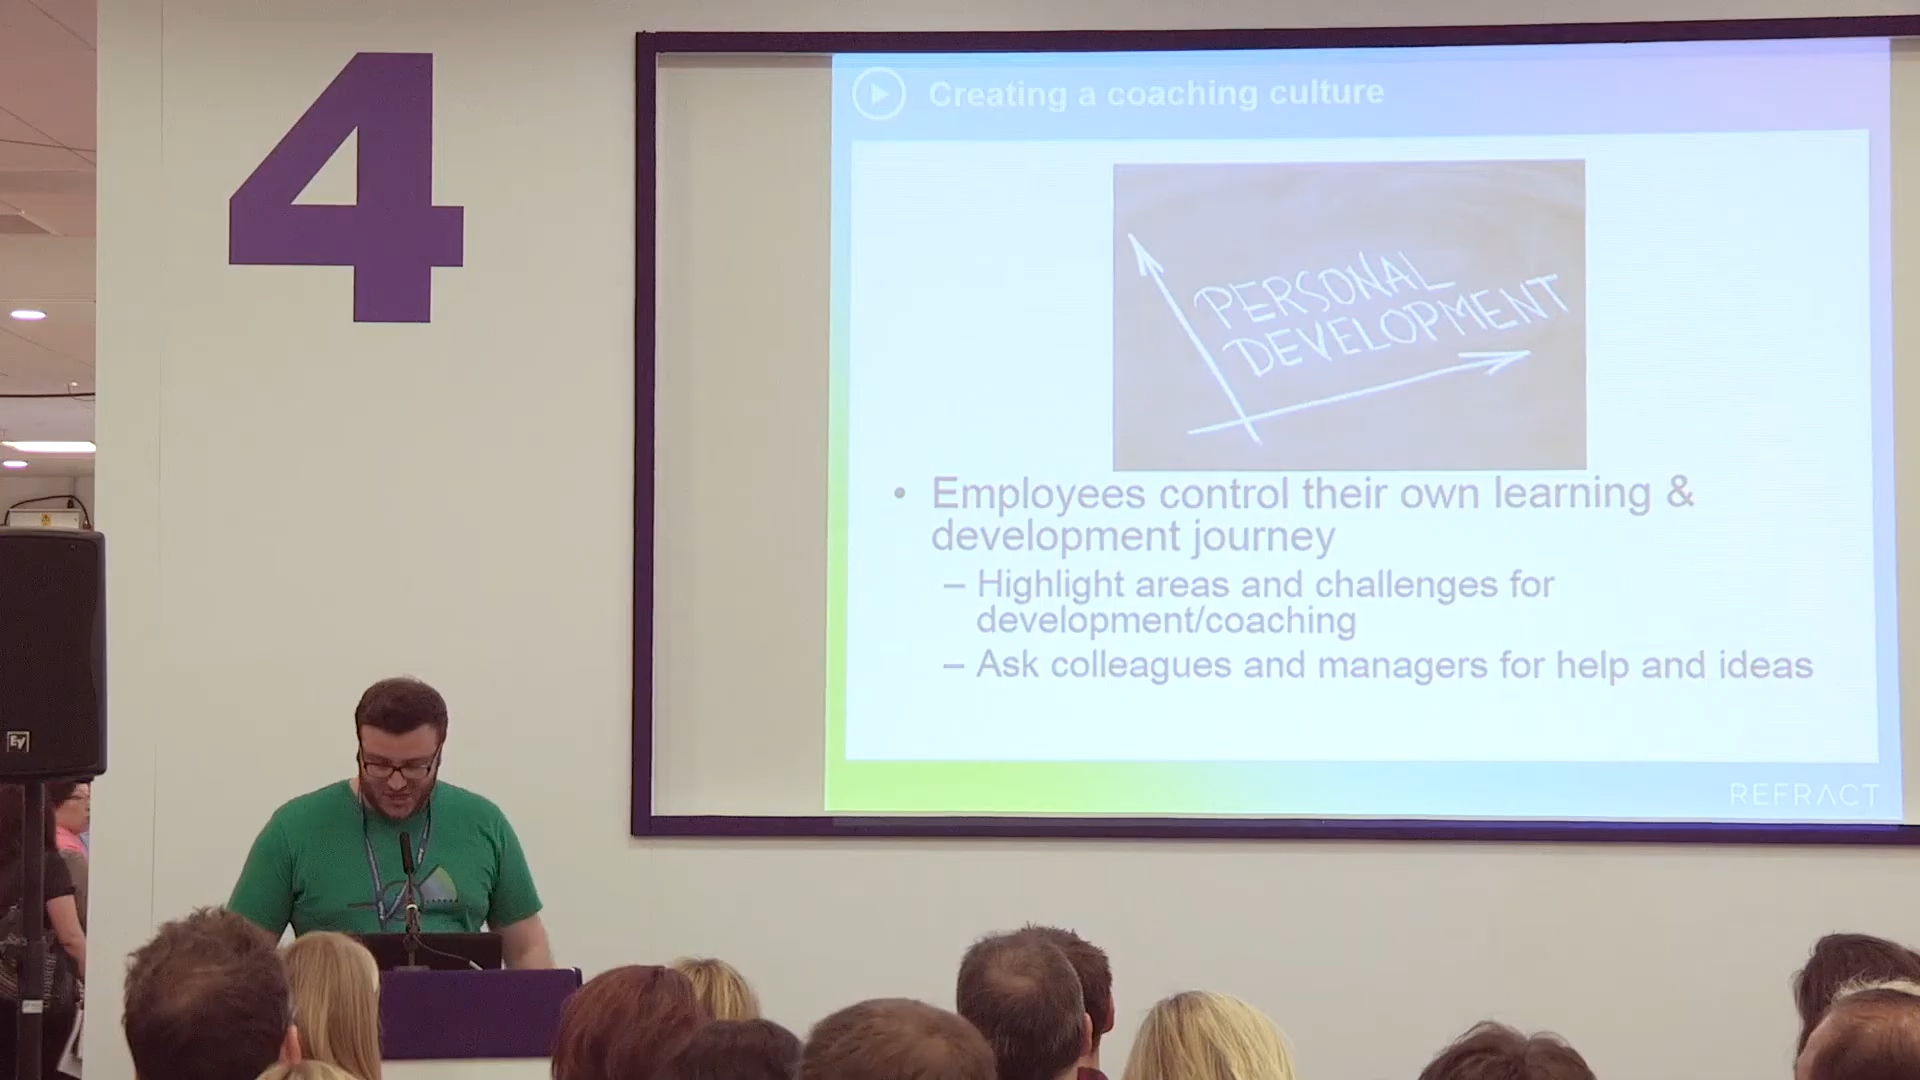 4
Creating a coaching culture
PERSONAL
DEVELOPMENT
• Employees control their own learning &
development journey
– Highlight areas and challenges for
development/coaching
– Ask colleagues and managers for help and ideas
REFRACT
EV